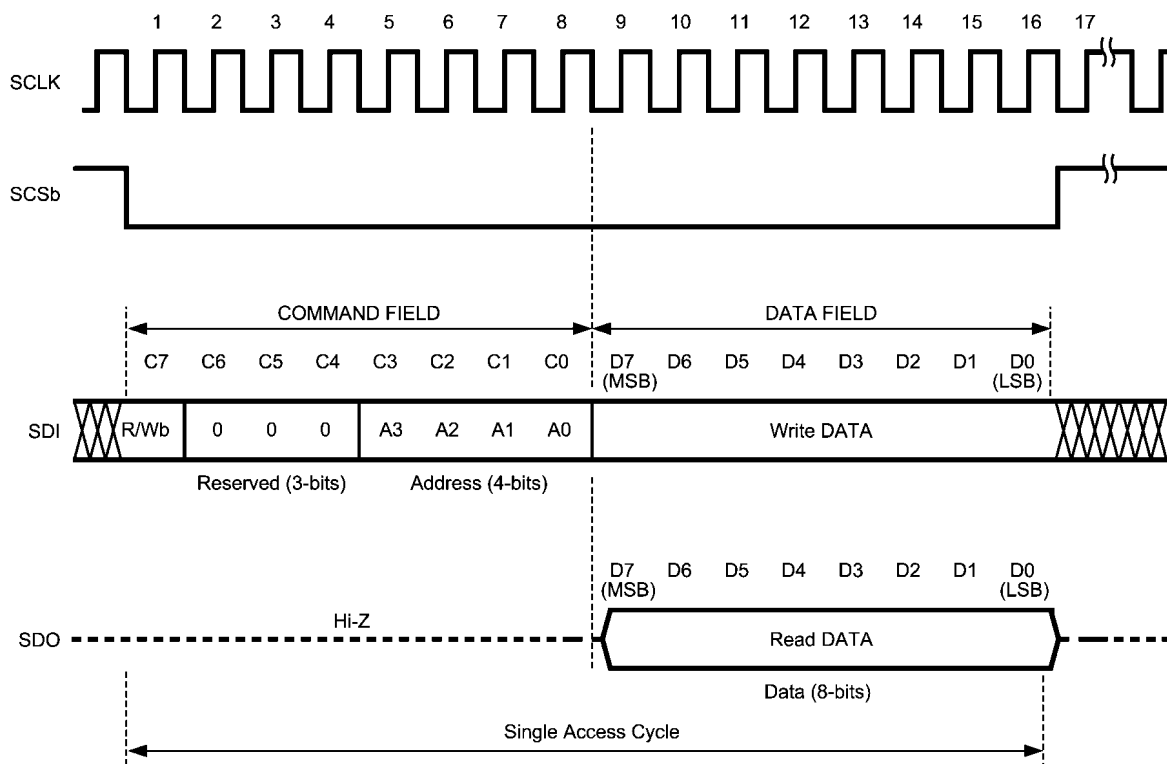 1 2 3 4 5 6 7 8 9 10 11 12 13 14 15 16 17
SCLK
SCSb
COMMAND FIELD DATA FIELD
C7 C6 C5 C4 C3 C2 C1 C0 D7 D6 D5 D4 D3 D2 D1 D0
(MSB) (LSB)
SDI R/Wb 0 0 0 A3 A2 A1 A0 Write DATA
Reserved (3-bits) Address (4-bits)
D7 D6 D5 D4 D3 D2 D1 D0
(MSB) (LSB)
Hi-Z
SDO Read DATA
Data (8-bits)
Single Access Cycle